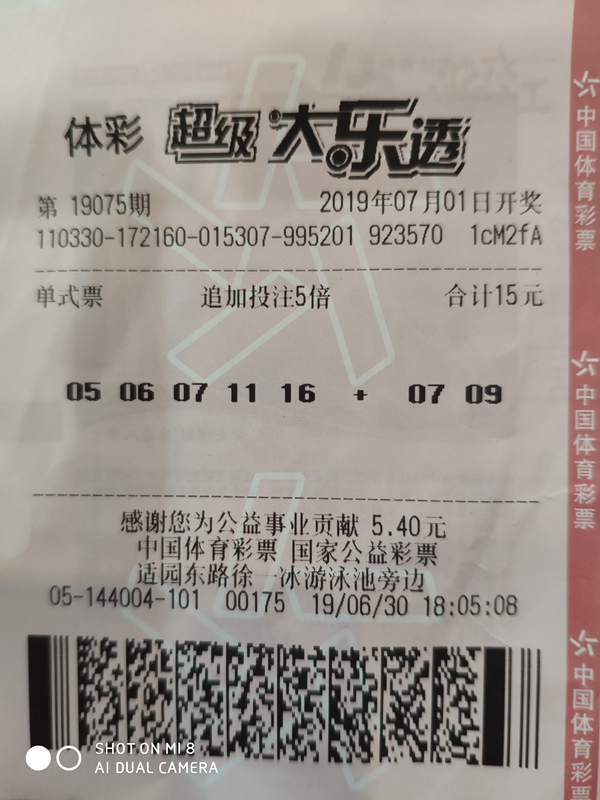 体彩 超级大乐透
第 19075期 2019年07月01日开奖
110330-172160-015307-995201 923570 1cM2fA
单式票 追加投注5倍 合计15元
05 06 07 11 16 + 07 09
感谢您为公益事业贡献 5.40元
中国体育彩票 国家公益彩票
适园东路徐一冰游泳池旁边
05-144004-101 00175 19/06/30 18:05:08
中国体育彩票
中国体育彩票
中国体育彩票
SHOT ON MI 8
AI DUAL CAMERA